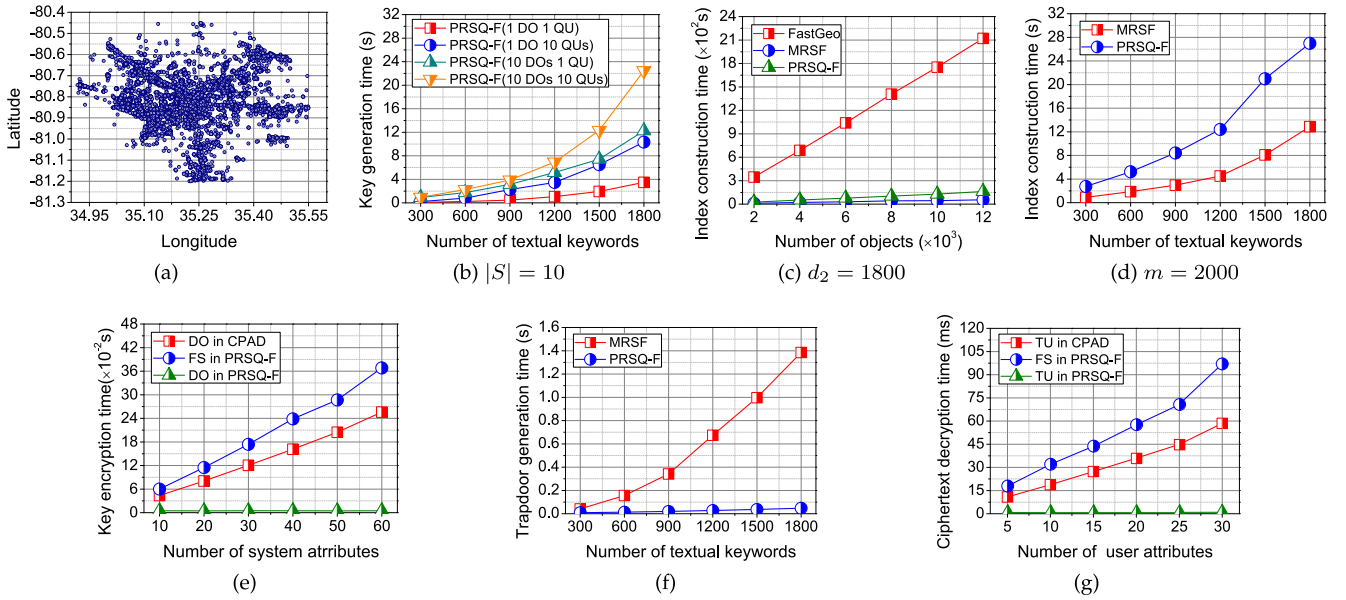 -80.4
-80.5
-80.6
-80.7
-80.8
-80.9
-81.0
-81.1
-81.2
-81.3
Latitude
34.95 35.10 35.25 35.40 35.55
Longitude
(a)
32
28
24
20
16
12
8
4
0
Key generation time (s)
PRSQ-F(1 DO 1 QU)
PRSQ-F(1 DO 10 QUs)
PRSQ-F(10 DOs 1 QU)
PRSQ-F(10 DOs 10 QUs)
300 600 900 1200 1500 1800
Number of textual keywords
(b) |S| = 10
24
21
18
15
12
9
6
3
0
Index construction time (×10²s)
FastGeo
MRSF
PRSQ-F
2 4 6 8 10 12
Number of objects (×10³)
(c) d₂ = 1800
32
28
24
20
16
12
8
4
0
Index construction time (s)
MRSF
PRSQ-F
300 600 900 1200 1500 1800
Number of textual keywords
(d) m = 2000
48
42
36
30
24
18
12
6
0
Key encryption time(×10⁻²s)
DO in CPAD
FS in PRSQ-F
DO in PRSQ-F
10 20 30 40 50 60
Number of system atrributes
(e)
1.6
1.4
1.2
1.0
0.8
0.6
0.4
0.2
0.0
Trapdoor generation time (s)
MRSF
PRSQ-F
300 600 900 1200 1500 1800
Number of textual keywords
(f)
120
105
90
75
60
45
30
15
0
Ciphertext decryption time (ms)
TU in CPAD
FS in PRSQ-F
TU in PRSQ-F
5 10 15 20 25 30
Number of user attributes
(g)